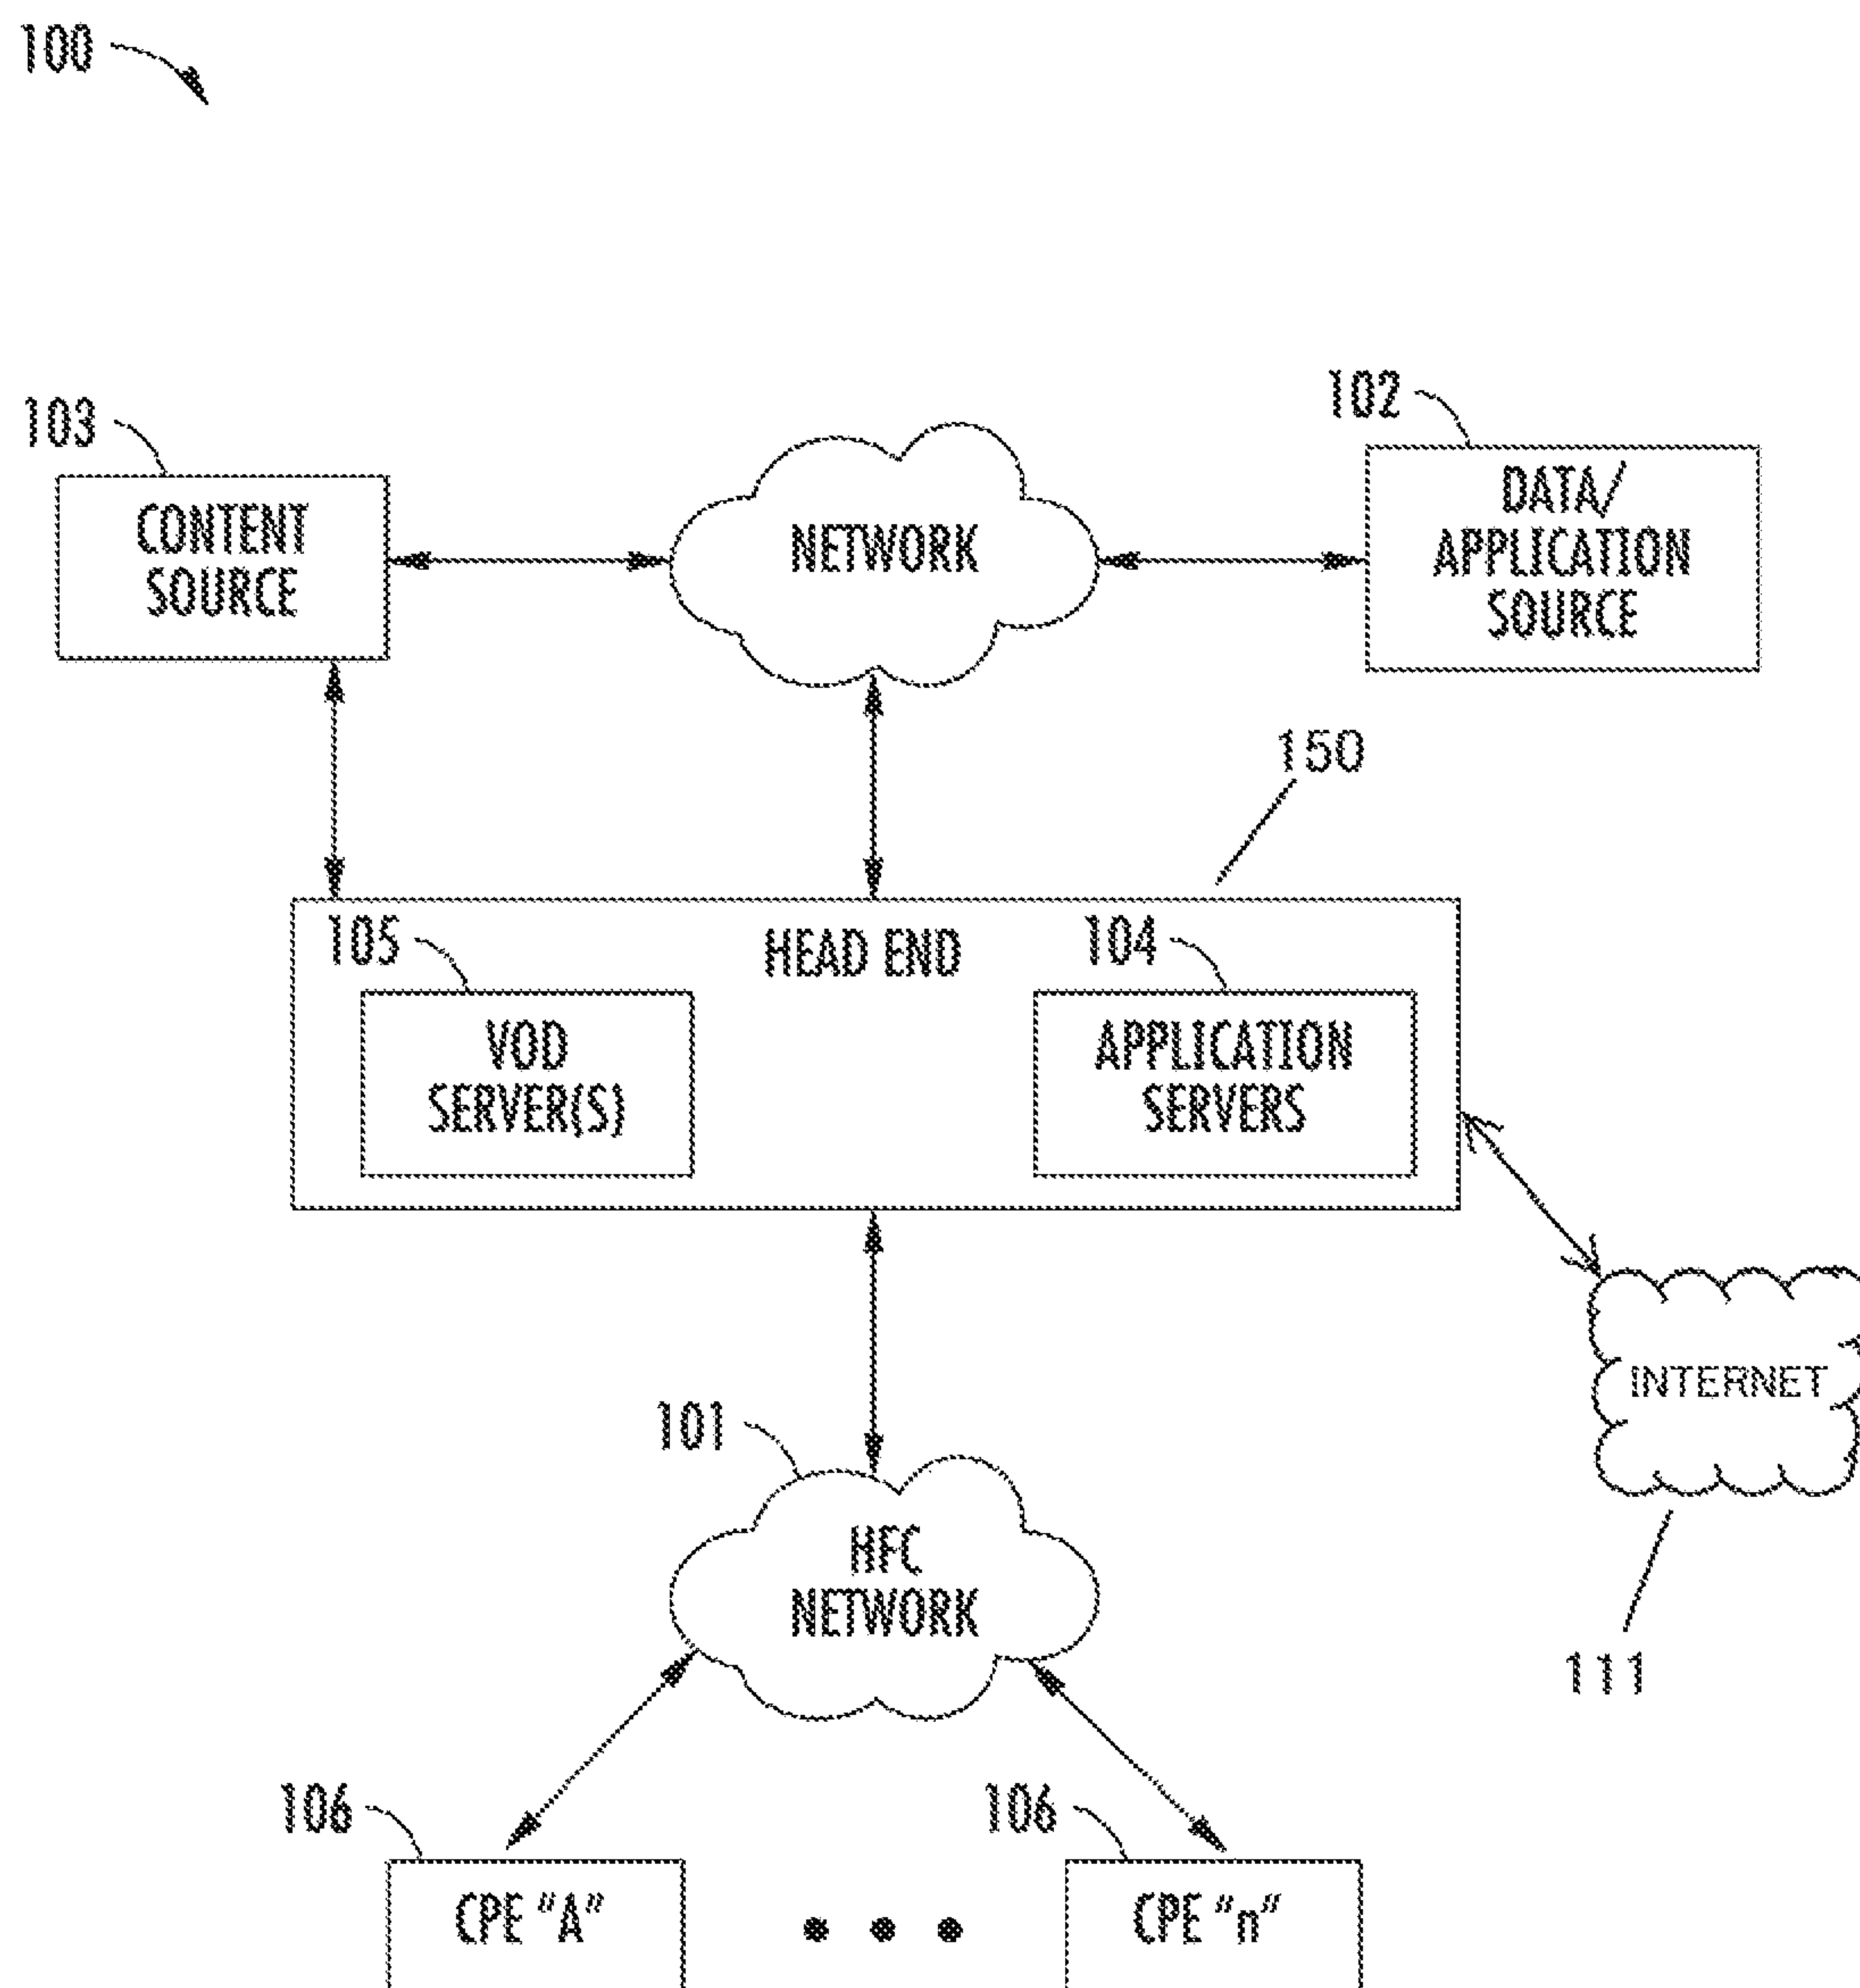 100
103
102
CONTENT
SOURCE
NETWORK
DATA/
APPLICATION
SOURCE
150
105
HEAD END
104
VOD
SERVER(S)
APPLICATION
SERVERS
INTERNET
101
HFC
NETWORK
111
106
106
CPE "A"
CPE "n"